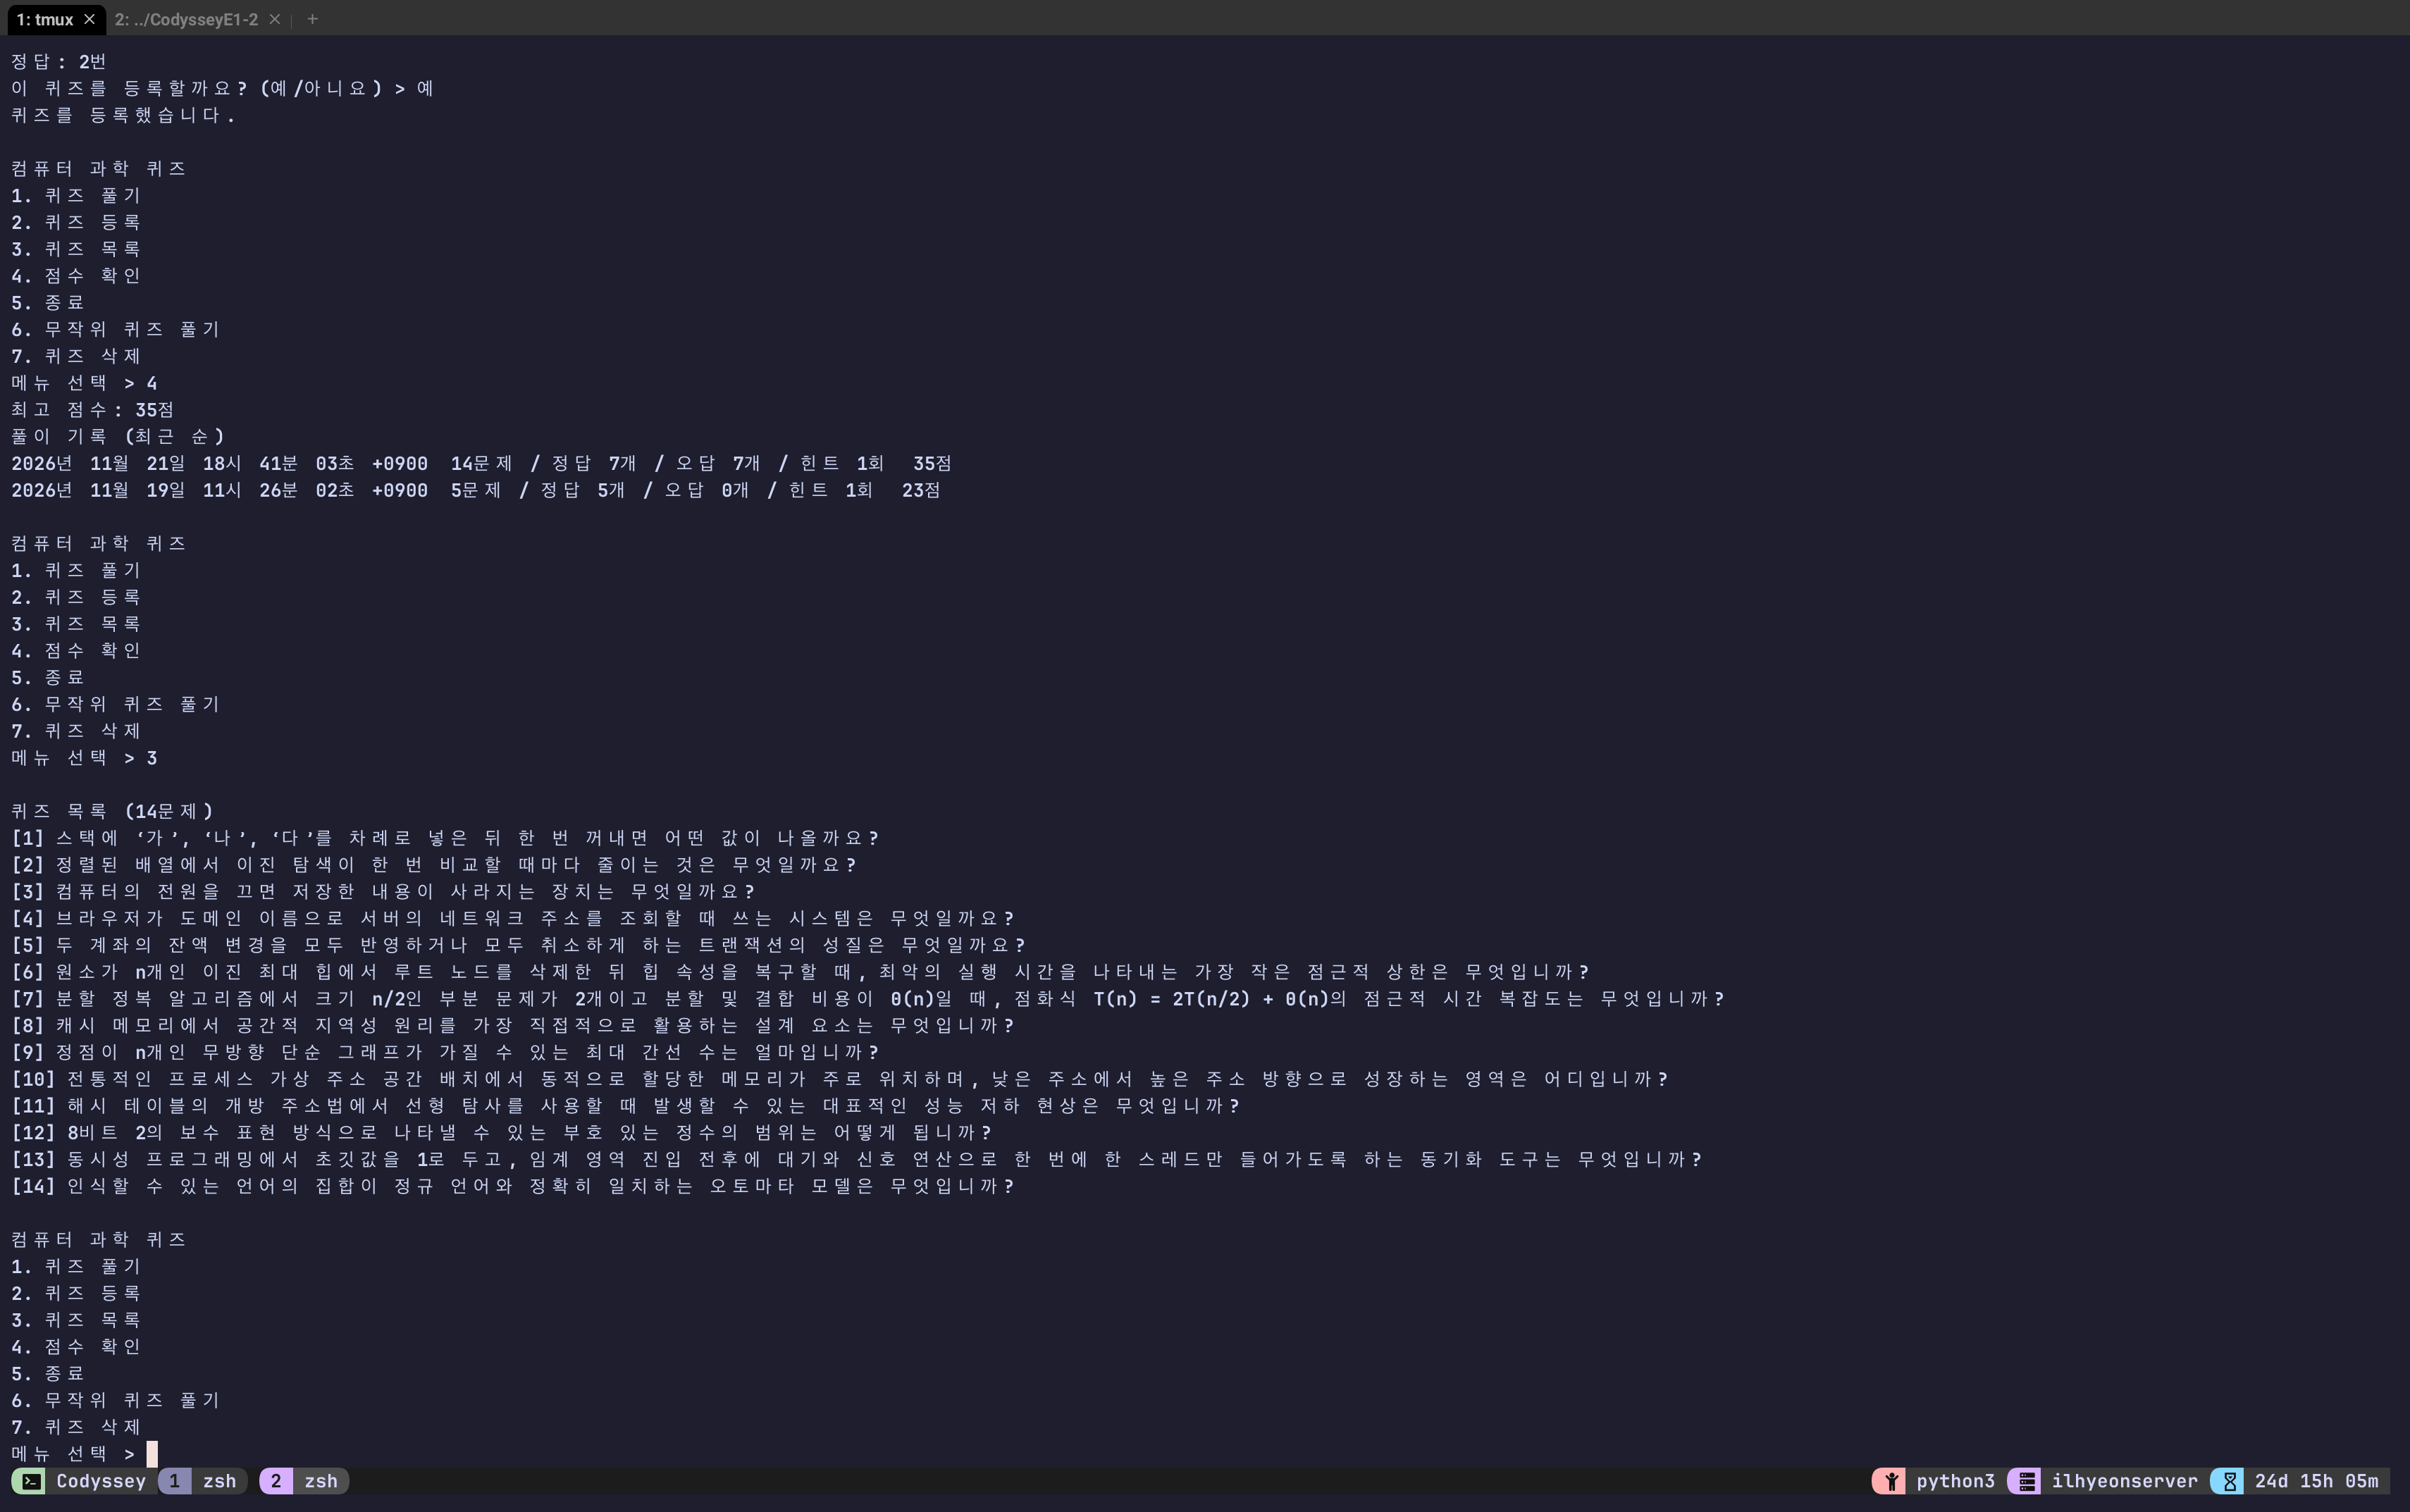 1: tmux × 2: ../CodysseyE1-2 × +
정답: 2번
이 퀴즈를 등록할까요? (예/아니요) > 예
퀴즈를 등록했습니다.
컴퓨터 과학 퀴즈
1. 퀴즈 풀기
2. 퀴즈 등록
3. 퀴즈 목록
4. 점수 확인
5. 종료
6. 무작위 퀴즈 풀기
7. 퀴즈 삭제
메뉴 선택 > 4
최고 점수: 35점
풀이 기록 (최근 순)
2026년 11월 21일 18시 41분 03초 +0900  14문제 / 정답 7개 / 오답 7개 / 힌트 1회  35점
2026년 11월 19일 11시 26분 02초 +0900  5문제 / 정답 5개 / 오답 0개 / 힌트 1회  23점
컴퓨터 과학 퀴즈
1. 퀴즈 풀기
2. 퀴즈 등록
3. 퀴즈 목록
4. 점수 확인
5. 종료
6. 무작위 퀴즈 풀기
7. 퀴즈 삭제
메뉴 선택 > 3
퀴즈 목록 (14문제)
[1] 스택에 ‘가’, ‘나’, ‘다’를 차례로 넣은 뒤 한 번 꺼내면 어떤 값이 나올까요?
[2] 정렬된 배열에서 이진 탐색이 한 번 비교할 때마다 줄이는 것은 무엇일까요?
[3] 컴퓨터의 전원을 끄면 저장한 내용이 사라지는 장치는 무엇일까요?
[4] 브라우저가 도메인 이름으로 서버의 네트워크 주소를 조회할 때 쓰는 시스템은 무엇일까요?
[5] 두 계좌의 잔액 변경을 모두 반영하거나 모두 취소하게 하는 트랜잭션의 성질은 무엇일까요?
[6] 원소가 n개인 이진 최대 힙에서 루트 노드를 삭제한 뒤 힙 속성을 복구할 때, 최악의 실행 시간을 나타내는 가장 작은 점근적 상한은 무엇입니까?
[7] 분할 정복 알고리즘에서 크기 n/2인 부분 문제가 2개이고 분할 및 결합 비용이 Θ(n)일 때, 점화식 T(n) = 2T(n/2) + Θ(n)의 점근적 시간 복잡도는 무엇입니까?
[8] 캐시 메모리에서 공간적 지역성 원리를 가장 직접적으로 활용하는 설계 요소는 무엇입니까?
[9] 정점이 n개인 무방향 단순 그래프가 가질 수 있는 최대 간선 수는 얼마입니까?
[10] 전통적인 프로세스 가상 주소 공간 배치에서 동적으로 할당한 메모리가 주로 위치하며, 낮은 주소에서 높은 주소 방향으로 성장하는 영역은 어디입니까?
[11] 해시 테이블의 개방 주소법에서 선형 탐사를 사용할 때 발생할 수 있는 대표적인 성능 저하 현상은 무엇입니까?
[12] 8비트 2의 보수 표현 방식으로 나타낼 수 있는 부호 있는 정수의 범위는 어떻게 됩니까?
[13] 동시성 프로그래밍에서 초깃값을 1로 두고, 임계 영역 진입 전후에 대기와 신호 연산으로 한 번에 한 스레드만 들어가도록 하는 동기화 도구는 무엇입니까?
[14] 인식할 수 있는 언어의 집합이 정규 언어와 정확히 일치하는 오토마타 모델은 무엇입니까?
컴퓨터 과학 퀴즈
1. 퀴즈 풀기
2. 퀴즈 등록
3. 퀴즈 목록
4. 점수 확인
5. 종료
6. 무작위 퀴즈 풀기
7. 퀴즈 삭제
메뉴 선택 >
Codyssey 1 zsh 2 zsh python3 ilhyeonserver 24d 15h 05m